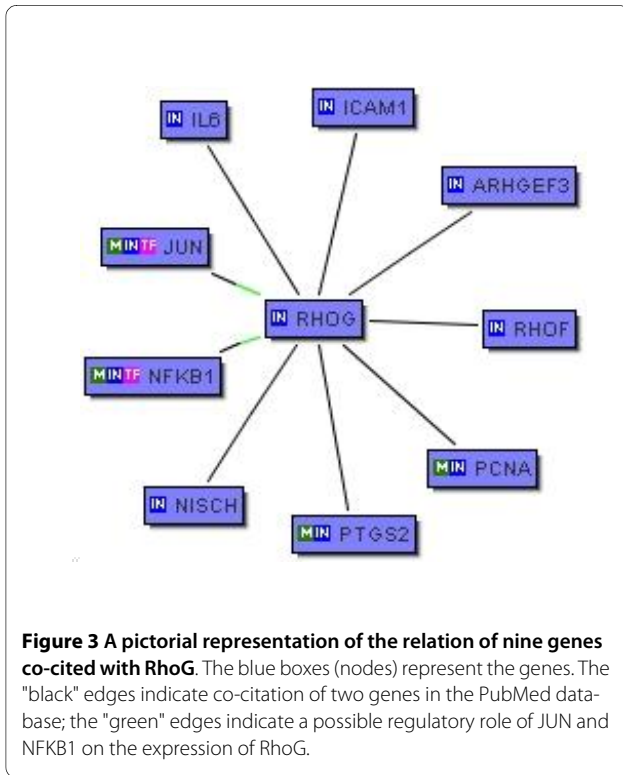 IN IL6
IN ICAM1
IN ARHGEF3
M IN TF JUN
IN RHOG
IN RHOF
M IN TF NFKB1
M IN PCNA
IN NISCH
M IN PTGS2
Figure 3 A pictorial representation of the relation of nine genes
co-cited with RhoG. The blue boxes (nodes) represent the genes. The
"black" edges indicate co-citation of two genes in the PubMed data-
base; the "green" edges indicate a possible regulatory role of JUN and
NFKB1 on the expression of RhoG.